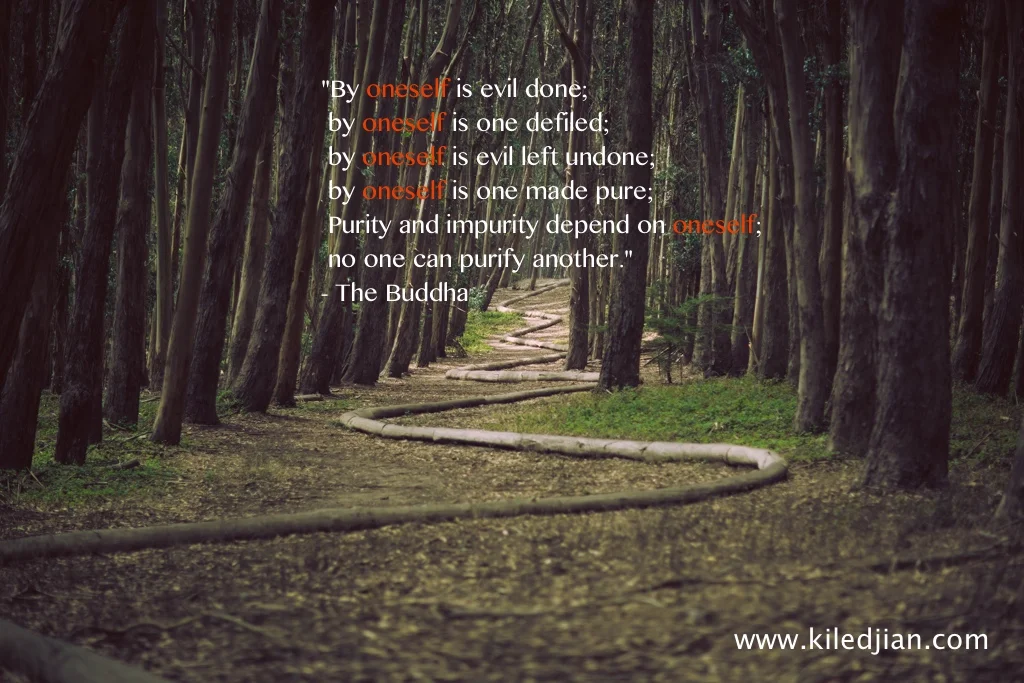 "By oneself is evil done;
by oneself is one defiled;
by oneself is evil left undone;
by oneself is one made pure;
Purity and impurity depend on oneself;
no one can purify another."
- The Buddha
www.kiledjian.com